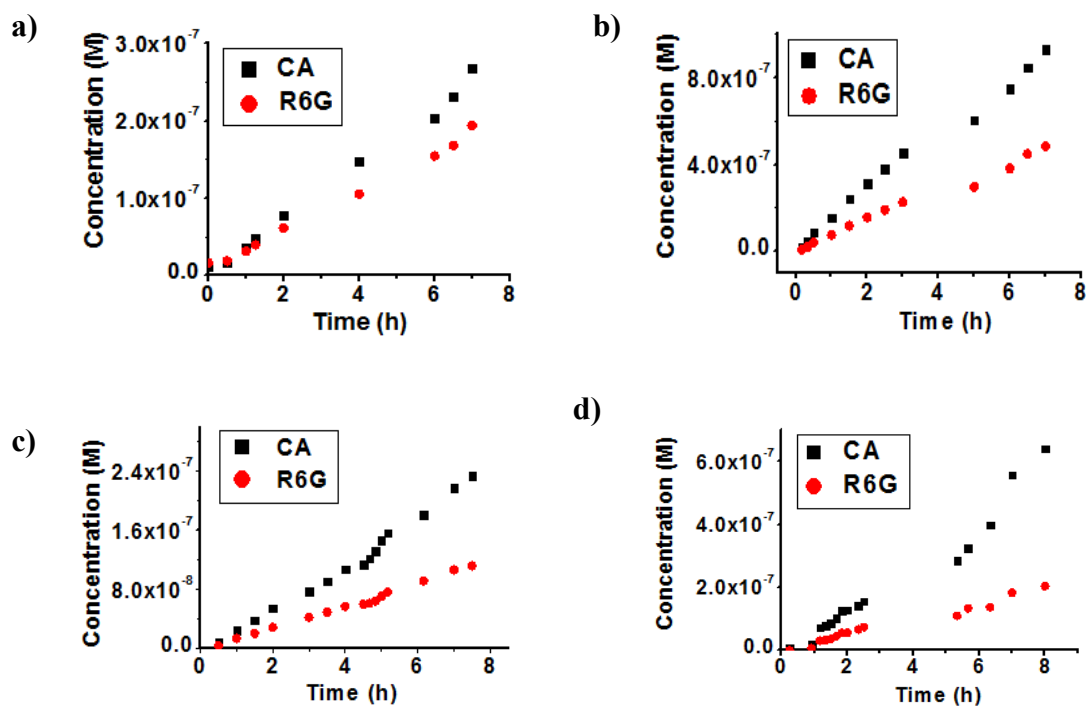 a)
Concentration (M)
3.0x10⁻⁷
2.0x10⁻⁷
1.0x10⁻⁷
0.0
CA
R6G
0 2 4 6 8
Time (h)
b)
Concentration (M)
8.0x10⁻⁷
4.0x10⁻⁷
0.0
CA
R6G
0 2 4 6 8
Time (h)
c)
Concentration (M)
2.4x10⁻⁷
1.6x10⁻⁷
8.0x10⁻⁸
0.0
CA
R6G
0 2 4 6 8
Time (h)
d)
Concentration (M)
6.0x10⁻⁷
4.0x10⁻⁷
2.0x10⁻⁷
0.0
CA
R6G
0 2 4 6 8
Time (h)